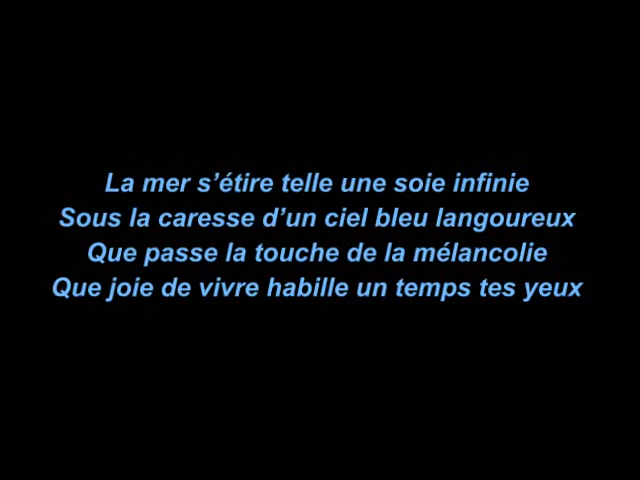 La mer s’étire telle une soie infinie
Sous la caresse d’un ciel bleu langoureux
Que passe la touche de la mélancolie
Que joie de vivre habille un temps tes yeux